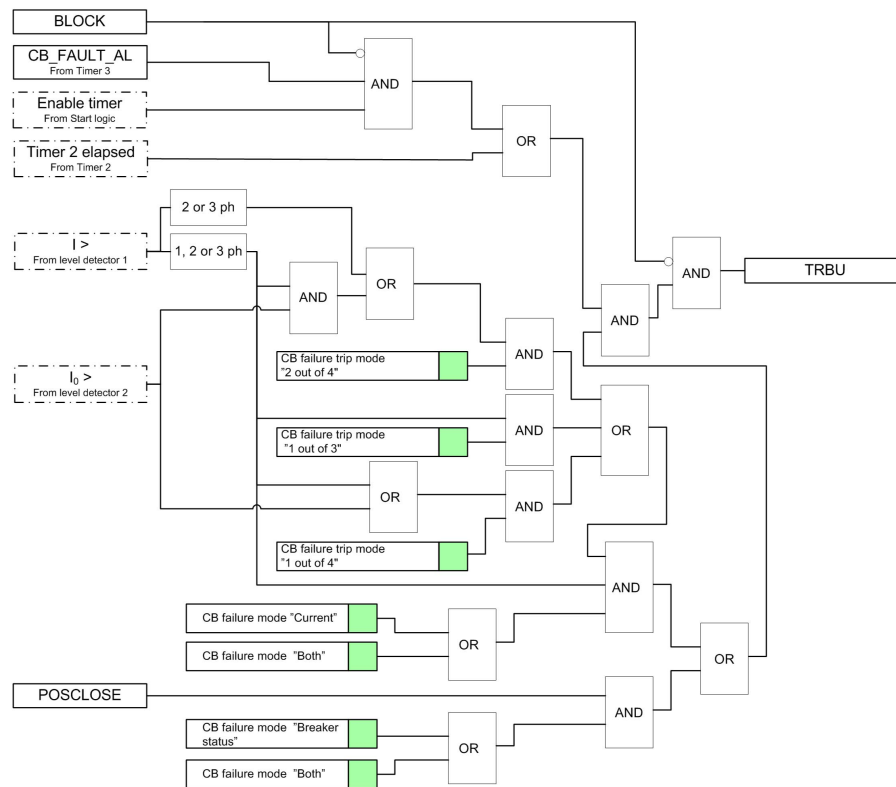 BLOCK
CB_FAULT_AL
From Timer 3
AND
Enable timer
From Start logic
OR
Timer 2 elapsed
From Timer 2
2 or 3 ph
I >
From level detector 1
1, 2 or 3 ph
AND
TRBU
OR
AND
AND
CB failure trip mode
"2 out of 4"
AND
I0 >
From level detector 2
CB failure trip mode
"1 out of 3"
AND
OR
OR
AND
CB failure trip mode
"1 out of 4"
AND
CB failure mode "Current"
OR
CB failure mode "Both"
OR
POSCLOSE
AND
CB failure mode "Breaker
status"
OR
CB failure mode "Both"